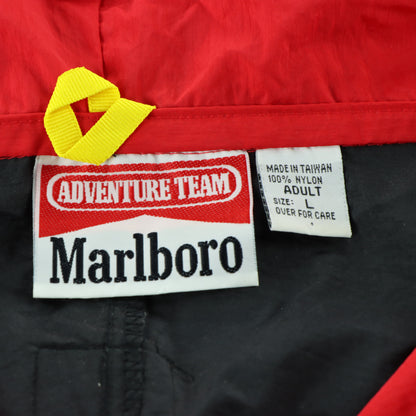 ADVENTURE TEAM
Marlboro
MADE IN TAIWAN
100% NYLON
ADULT
SIZE: L
OVER FOR CARE